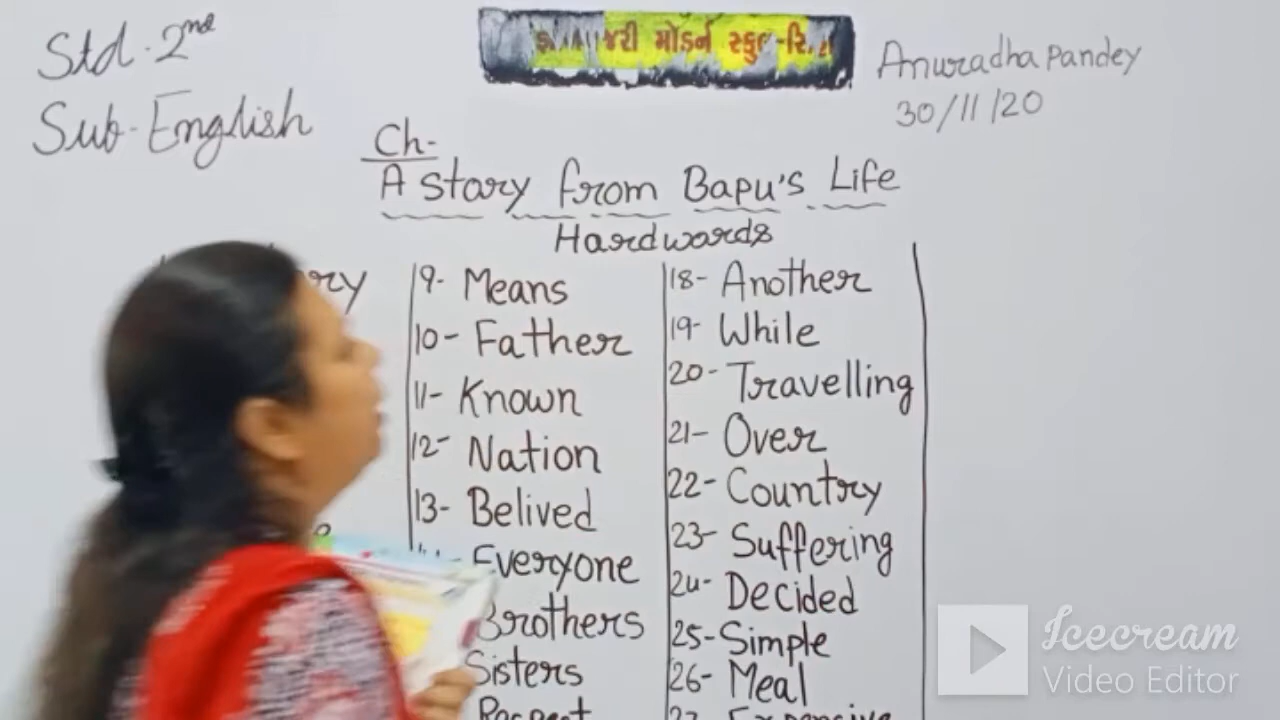 Std. 2nd
Sub- English
મોડર્ન સ્કુલ
Anuradha Pandey
30/11/20
Ch-
A story from Bapu's Life
Hardwords
9- Means
10- Father
11- Known
12- Nation
13- Belived
Everyone
Brothers
Sisters
18- Another
19- While
20- Travelling
21- Over
22- Country
23- Suffering
24- Decided
25- Simple
26- Meal
Icecream
Video Editor